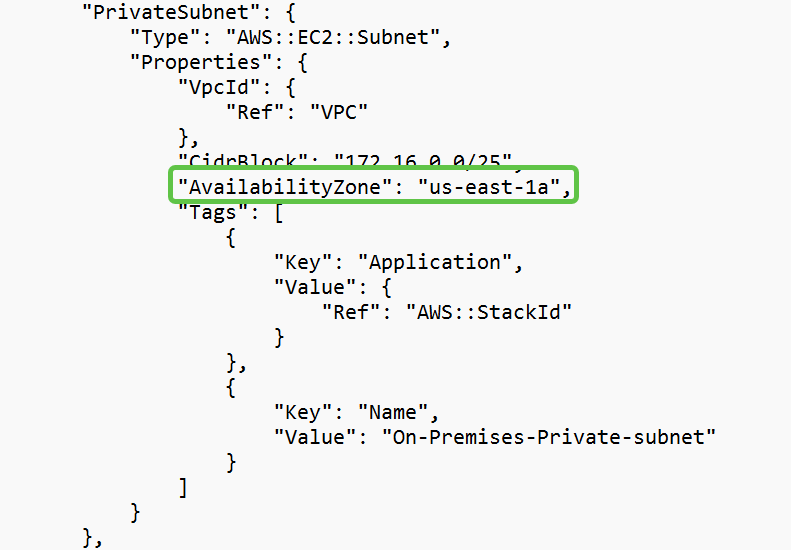 "PrivateSubnet": {
"Type": "AWS::EC2::Subnet",
"Properties": {
"VpcId": {
"Ref": "VPC"
},
"CidrBlock": "172.16.0.0/25",
"AvailabilityZone": "us-east-1a",
"Tags": [
{
"Key": "Application",
"Value": {
"Ref": "AWS::StackId"
}
},
{
"Key": "Name",
"Value": "On-Premises-Private-subnet"
}
]
}
},